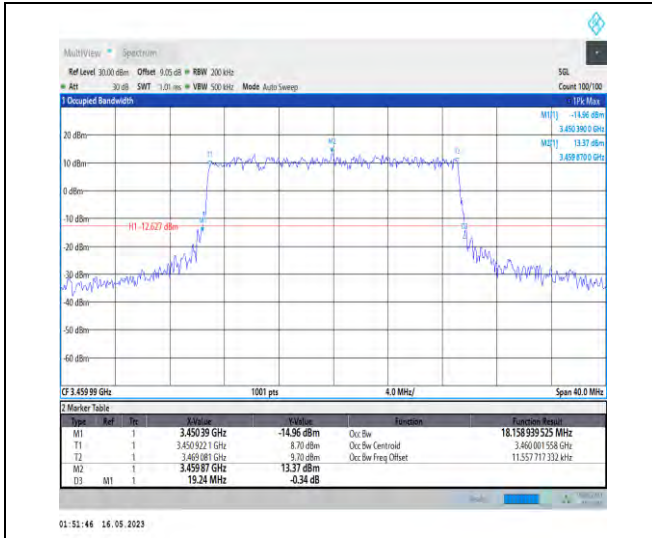 MultiView Spectrum
Ref Level 30.00 dBm Offset 9.05 dB RBW 200 kHz SGL
Att 30 dB SWT 1.01 ms VBW 500 kHz Mode Auto Sweep Count 100/100
1 Occupied Bandwidth 1Pk Max
M1[1] -14.96 dBm
3.450 390 0 GHz
20 dBm
M2[1] 13.37 dBm
3.459 870 0 GHz
M2
T1
10 dBm
0 dBm
-10 dBm
H1 -12.627 dBm
-30 dBm
-40 dBm
-50 dBm
-60 dBm
CF 3.459 99 GHz 1001 pts 4.0 MHz/ Span 40.0 MHz
2 Marker Table
Type Ref Trc X-Value Y-Value Function Function Result
M1 1 3.450 39 GHz -14.96 dBm Occ Bw 18.158 939 525 MHz
T1 1 3.450 922 1 GHz 8.70 dBm Occ Bw Centroid 3.460 001 558 GHz
T2 1 3.469 081 GHz 9.70 dBm Occ Bw Freq Offset 11.557 717 332 kHz
M2 1 3.459 87 GHz 13.37 dBm
D3 M1 1 19.24 MHz -0.34 dB
01:51:46 16.05.2023